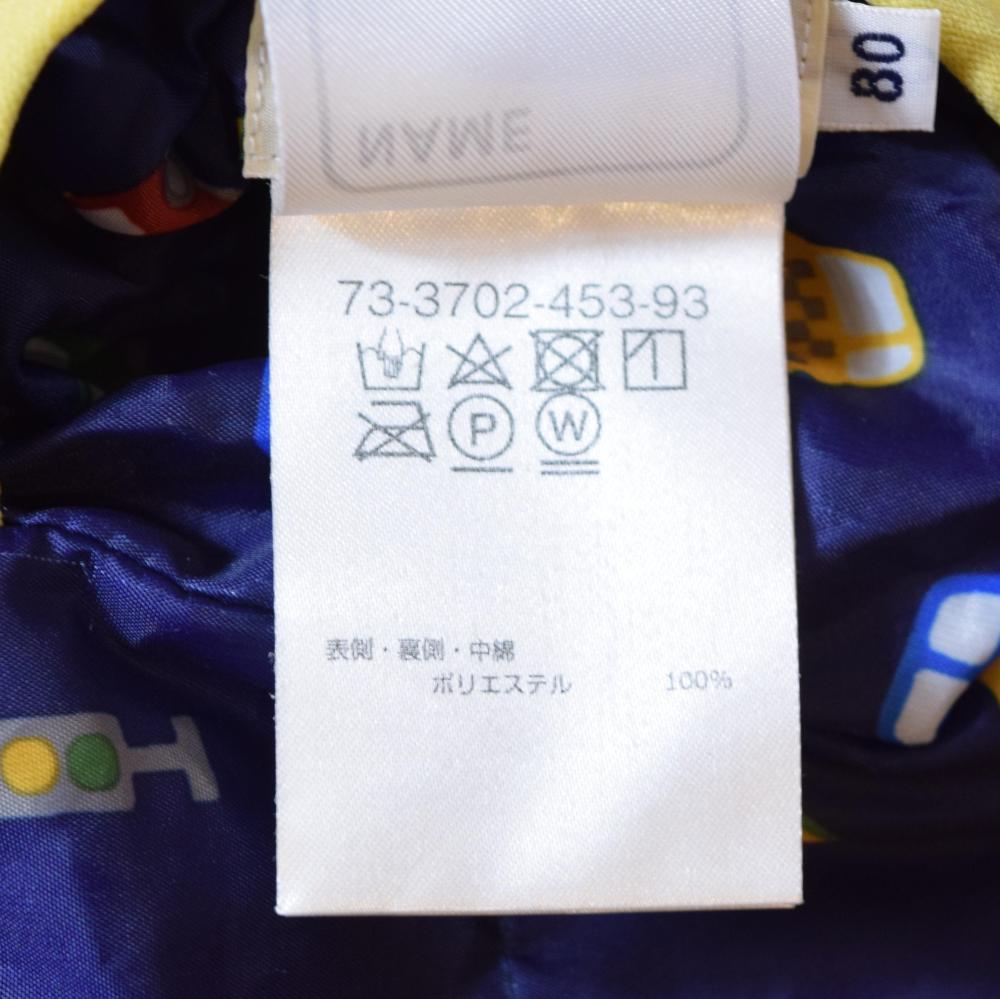 80
NAME
73-3702-453-93
P W
表側・裏側・中綿
ポリエステル 100%